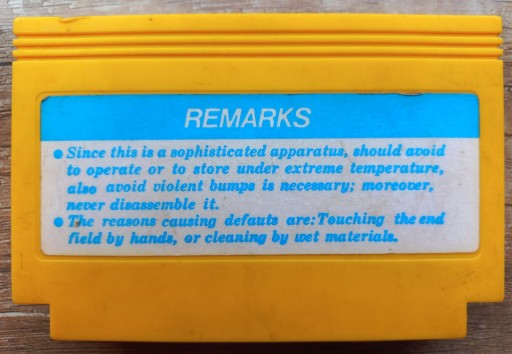 REMARKS
● Since this is a sophisticated apparatus, should avoid
to operate or to store under extreme temperature,
also avoid violent bumps is necessary; moreover,
never disassemble it.
● The reasons causing defauts are:Touching the end
field by hands, or cleaning by wet materials.